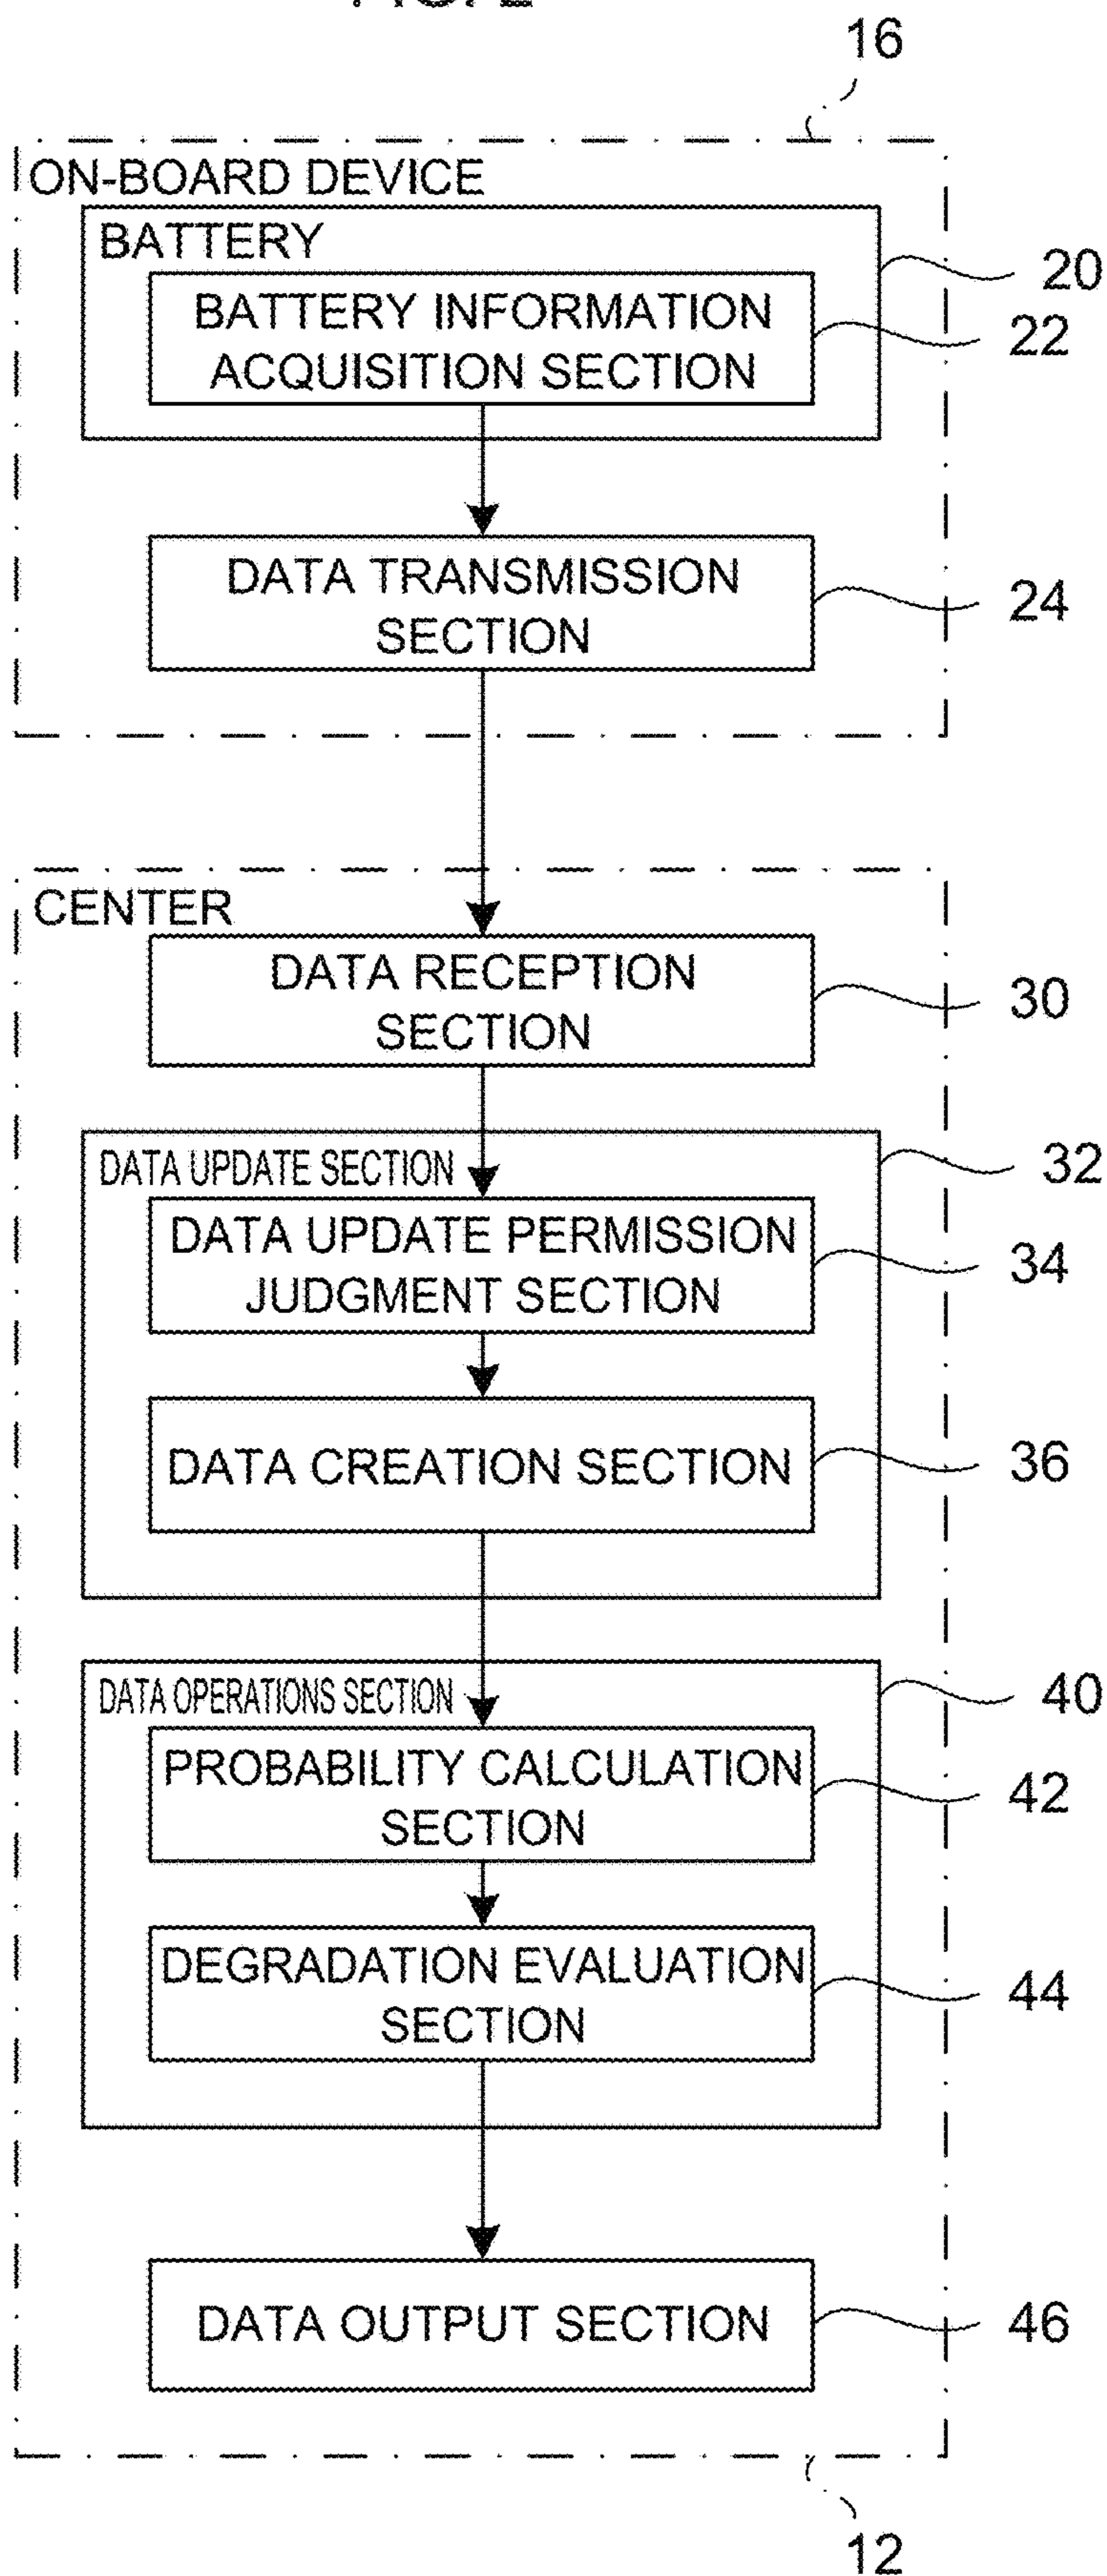 16
ON-BOARD DEVICE
BATTERY
20
BATTERY INFORMATION
ACQUISITION SECTION
22
DATA TRANSMISSION
SECTION
24
CENTER
DATA RECEPTION
SECTION
30
DATA UPDATE SECTION
32
DATA UPDATE PERMISSION
JUDGMENT SECTION
34
DATA CREATION SECTION
36
DATA OPERATIONS SECTION
40
PROBABILITY CALCULATION
SECTION
42
DEGRADATION EVALUATION
SECTION
44
DATA OUTPUT SECTION
46
12